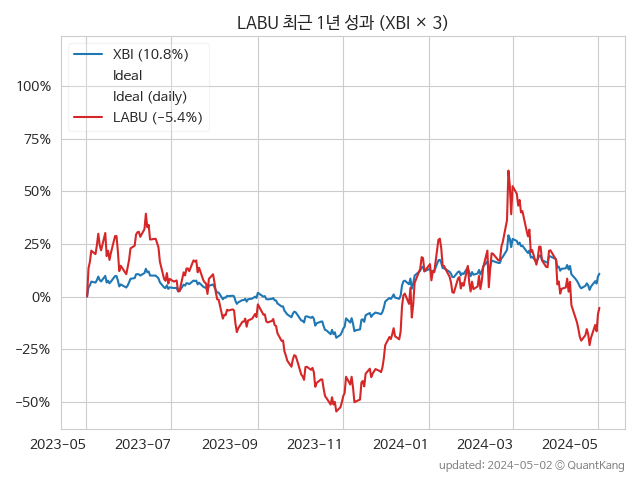 LABU 최근 1년 성과 (XBI × 3)
XBI (10.8%)
Ideal
Ideal (daily)
LABU (−5.4%)
100%
75%
50%
25%
0%
−25%
−50%
2023-05
2023-07
2023-09
2023-11
2024-01
2024-03
2024-05
updated: 2024-05-02 © QuantKang